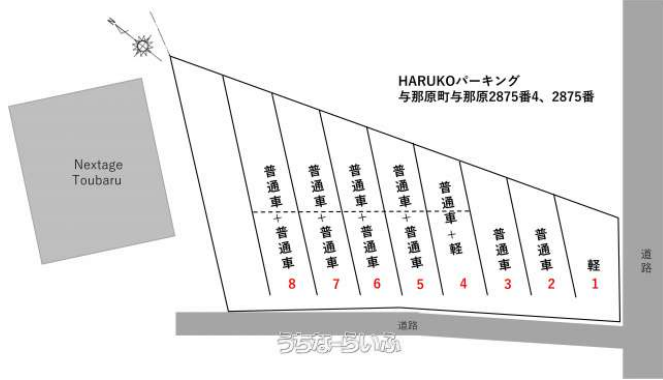 N
HARUKOパーキング
与那原町与那原2875番4、2875番
Nextage
Toubaru
普通車+普通車
8
普通車+普通車
7
普通車+普通車
6
普通車+普通車
5
普通車+軽
4
普通車
3
普通車
2
軽
1
道路
道路
うちなーらいふ